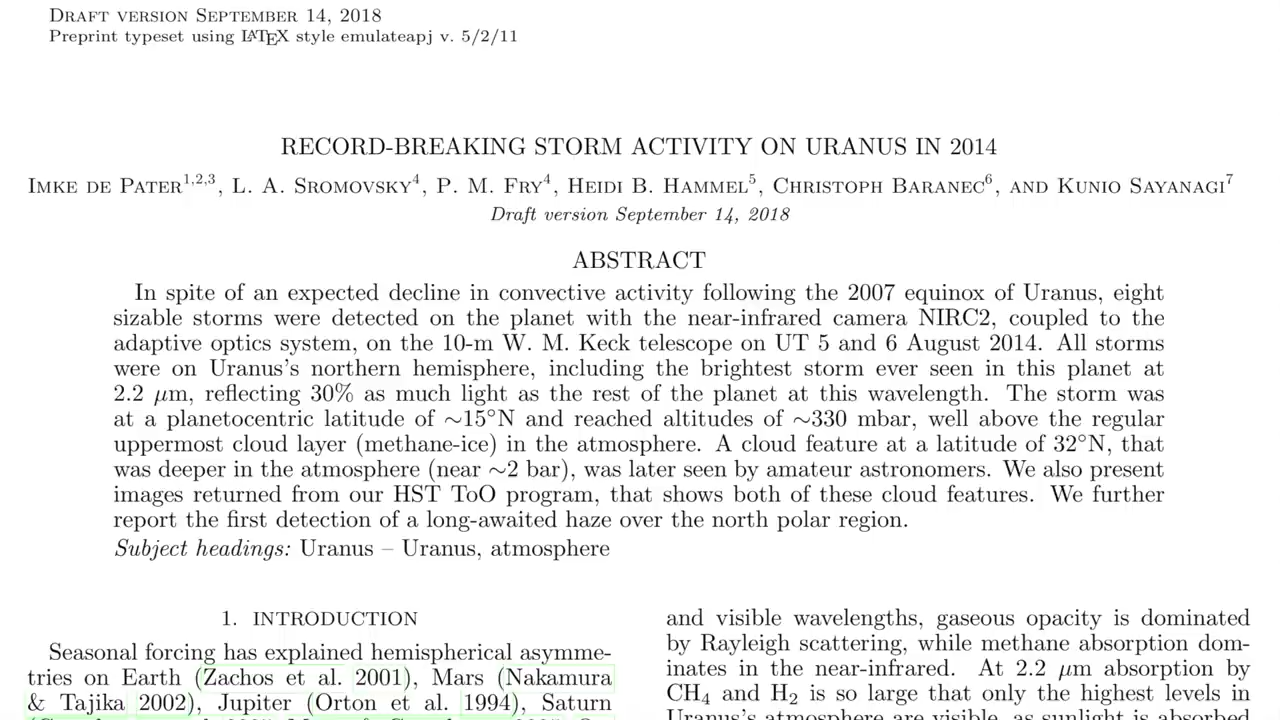 DRAFT VERSION SEPTEMBER 14, 2018
Preprint typeset using LATEX style emulateapj v. 5/2/11
RECORD-BREAKING STORM ACTIVITY ON URANUS IN 2014
IMKE DE PATER1,2,3, L. A. SROMOVSKY4, P. M. FRY4, HEIDI B. HAMMEL5, CHRISTOPH BARANEC6, AND KUNIO SAYANAGI7
Draft version September 14, 2018
ABSTRACT
In spite of an expected decline in convective activity following the 2007 equinox of Uranus, eight
sizable storms were detected on the planet with the near-infrared camera NIRC2, coupled to the
adaptive optics system, on the 10-m W. M. Keck telescope on UT 5 and 6 August 2014. All storms
were on Uranus's northern hemisphere, including the brightest storm ever seen in this planet at
2.2 μm, reflecting 30% as much light as the rest of the planet at this wavelength. The storm was
at a planetocentric latitude of ∼15°N and reached altitudes of ∼330 mbar, well above the regular
uppermost cloud layer (methane-ice) in the atmosphere. A cloud feature at a latitude of 32°N, that
was deeper in the atmosphere (near ∼2 bar), was later seen by amateur astronomers. We also present
images returned from our HST ToO program, that shows both of these cloud features. We further
report the first detection of a long-awaited haze over the north polar region.
Subject headings: Uranus – Uranus, atmosphere
1. INTRODUCTION
Seasonal forcing has explained hemispherical asymme-
tries on Earth (Zachos et al. 2001), Mars (Nakamura
& Tajika 2002), Jupiter (Orton et al. 1994), Saturn
and visible wavelengths, gaseous opacity is dominated
by Rayleigh scattering, while methane absorption dom-
inates in the near-infrared. At 2.2 μm absorption by
CH4 and H2 is so large that only the highest levels in
Uranus's atmosphere are visible, as sunlight is absorbed